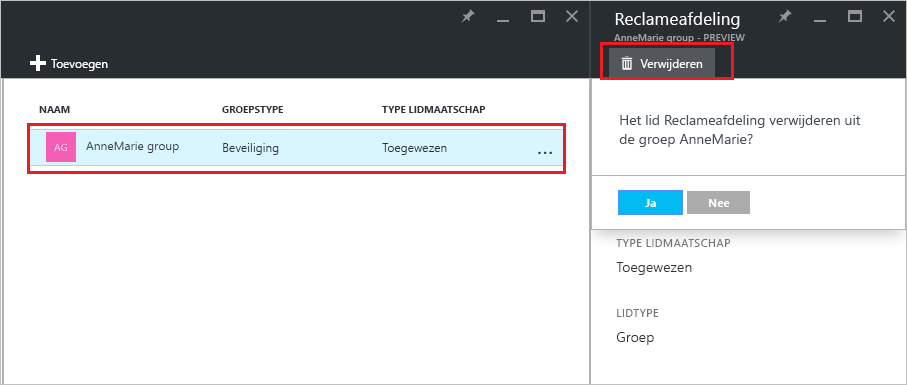 Toevoegen
NAAM GROEPSTYPE TYPE LIDMAATSCHAP
AG AnneMarie group Beveiliging Toegewezen ...
Reclameafdeling
AnneMarie group - PREVIEW
Verwijderen
Het lid Reclameafdeling verwijderen uit
de groep AnneMarie?
Ja Nee
TYPE LIDMAATSCHAP
Toegewezen
LIDTYPE
Groep